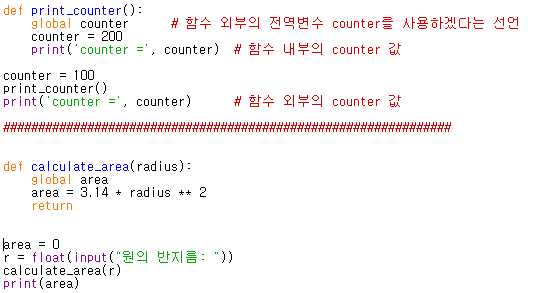 def print_counter():
    global counter      # 함수 외부의 전역변수 counter를 사용하겠다는 선언
    counter = 200
    print('counter =', counter)  # 함수 내부의 counter 값
counter = 100
print_counter()
print('counter =', counter)      # 함수 외부의 counter 값
################################################################
def calculate_area(radius):
    global area
    area = 3.14 * radius ** 2
    return
area = 0
r = float(input("원의 반지름: "))
calculate_area(r)
print(area)